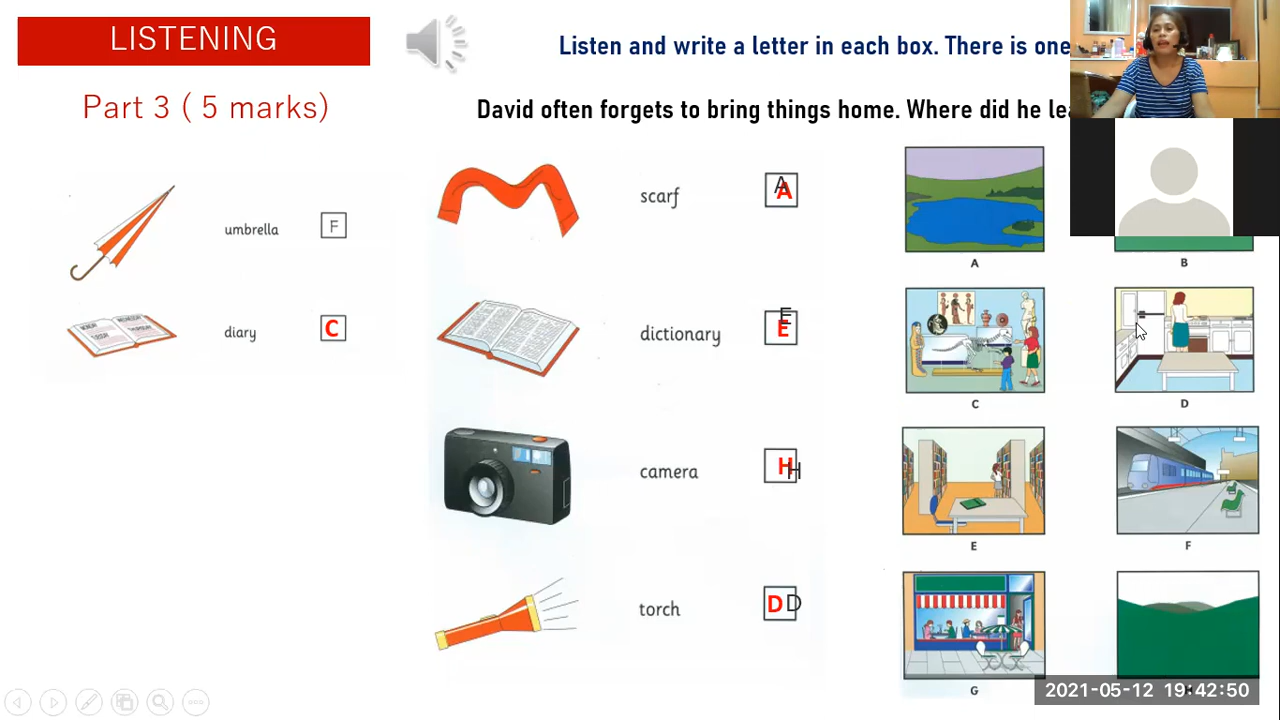 LISTENING
Listen and write a letter in each box. There is one
Part 3 ( 5 marks)
David often forgets to bring things home. Where did he
umbrella F
diary C
scarf A A
dictionary E E
camera H H
torch D D
A
B
C
D
E
F
G
2021-05-12 19:42:50